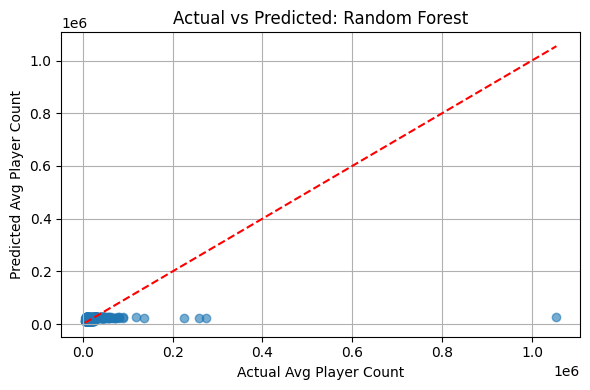 Actual vs Predicted: Random Forest
1e6
1.0
0.8
0.6
0.4
0.2
0.0
Predicted Avg Player Count
0.0 0.2 0.4 0.6 0.8 1.0
1e6
Actual Avg Player Count